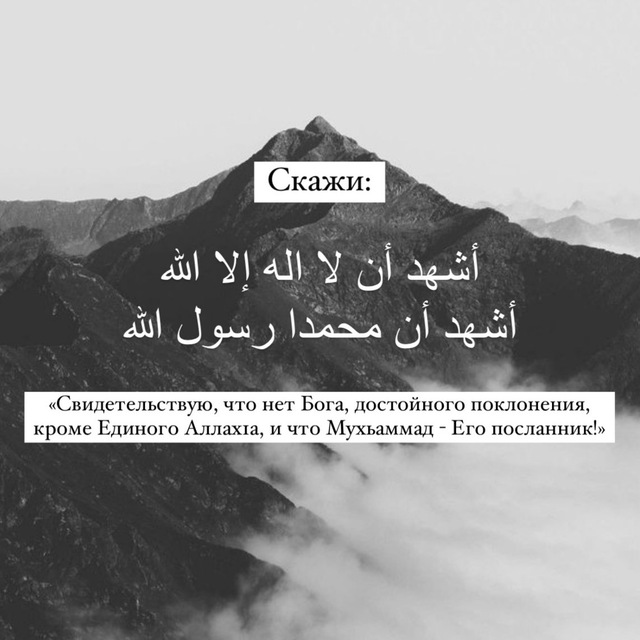 Скажи:
أشهد أن لا اله إلا الله
أشهد أن محمدا رسول الله
«Свидетельствую, что нет Бога, достойного поклонения,
кроме Единого Аллахӏа, и что Мухьаммад - Его посланник!»